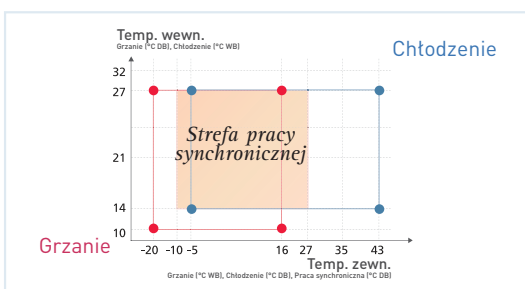 Temp. wewn.
Grzanie (°C DB), Chłodzenie (°C WB)
Chłodzenie
32
27
Strefa pracy
synchronicznej
21
14
10
Grzanie
-20 -10 -5 16 27 35 43
Temp. zewn.
Grzanie (°C WB), Chłodzenie (°C DB), Praca synchroniczna (°C DB)